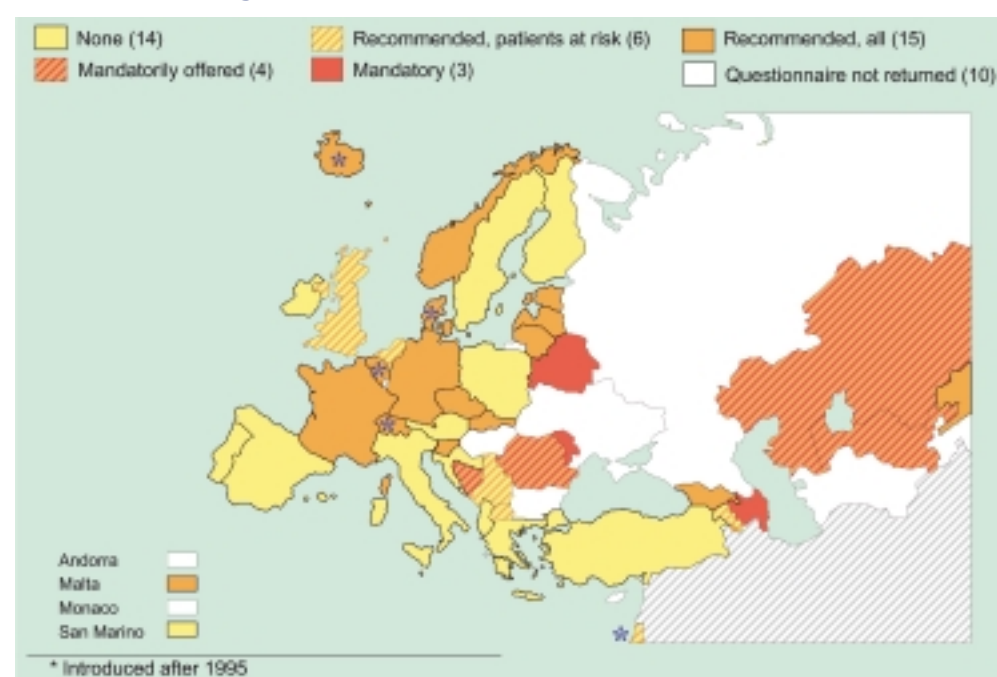 None (14)
Recommended, patients at risk (6)
Recommended, all (15)
Mandatorily offered (4)
Mandatory (3)
Questionnaire not returned (10)
*
*
*
*
Andorra
Malta
Monaco
San Marino
*
* Introduced after 1995